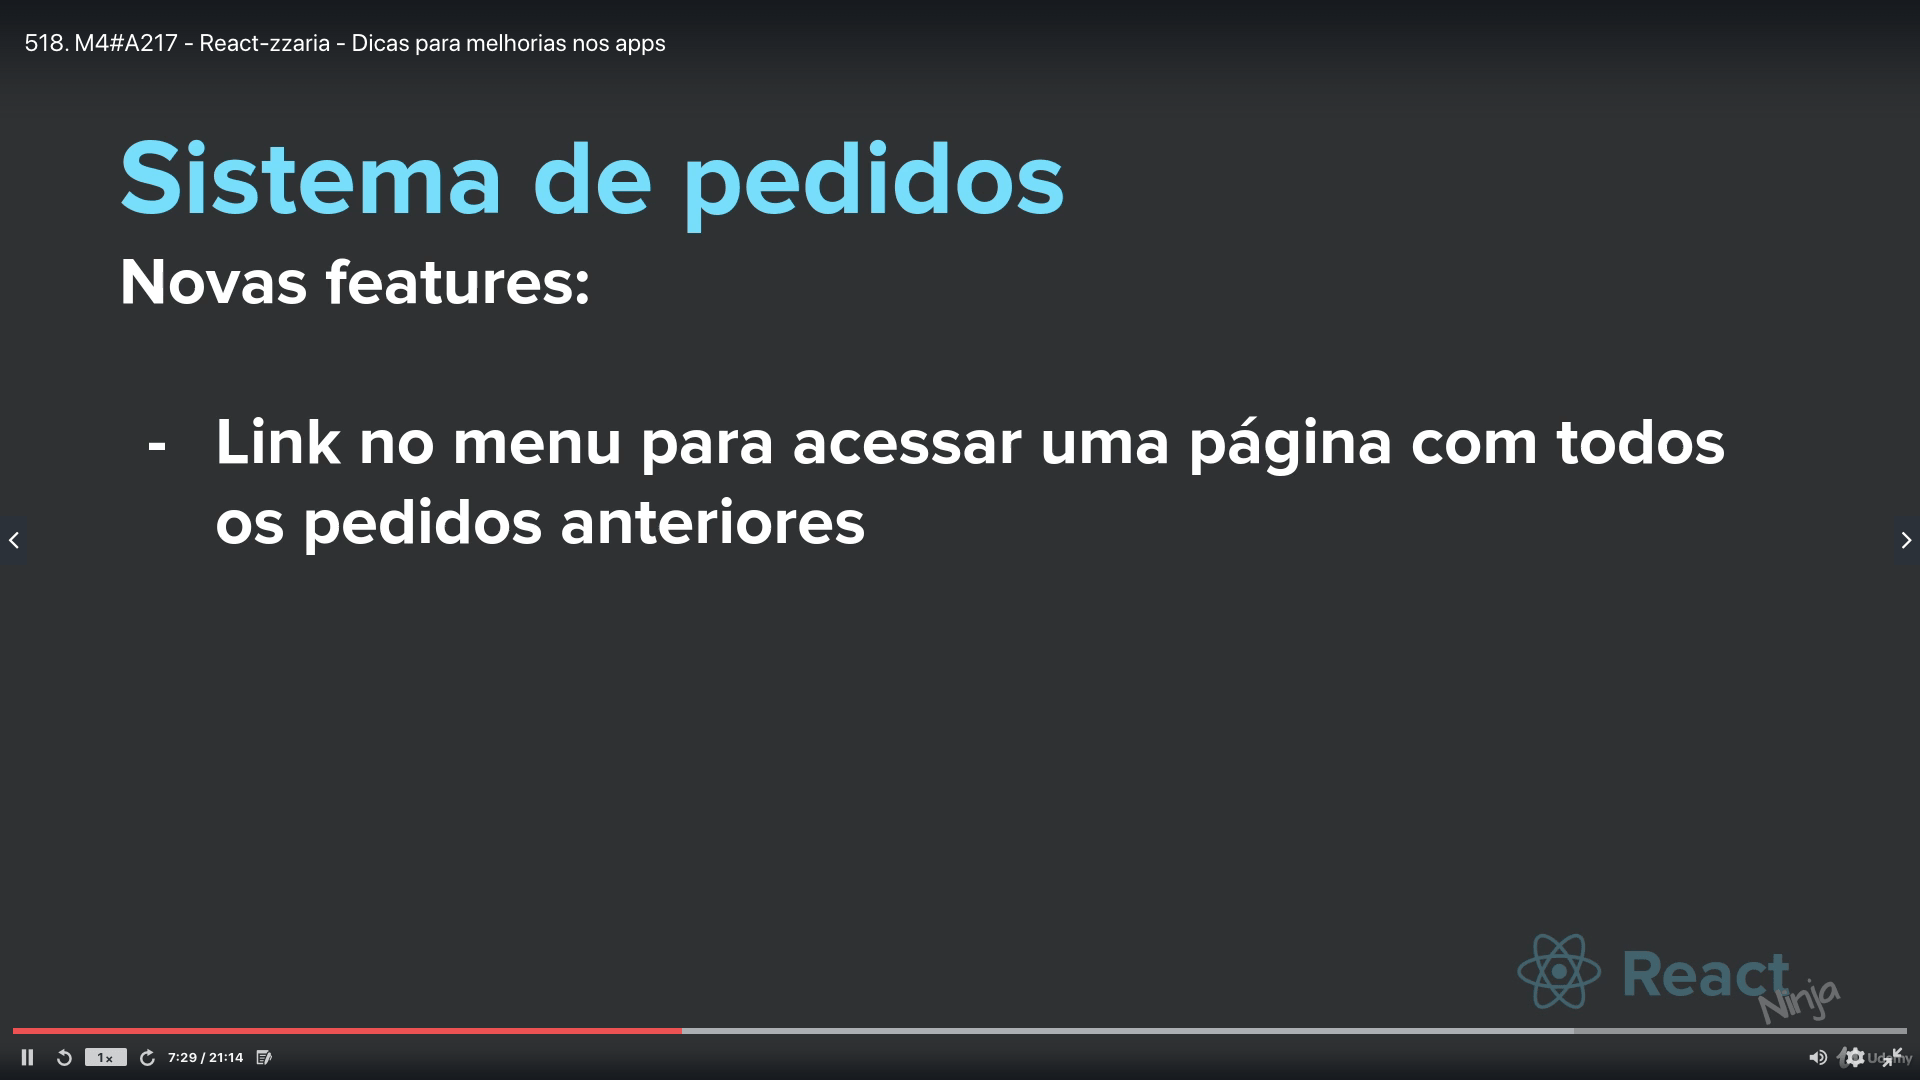 518. M4#A217 - React-zzaria - Dicas para melhorias nos apps
Sistema de pedidos
Novas features:
- Link no menu para acessar uma página com todos
os pedidos anteriores
React
Ninja
1x
7:29 / 21:14
Udemy